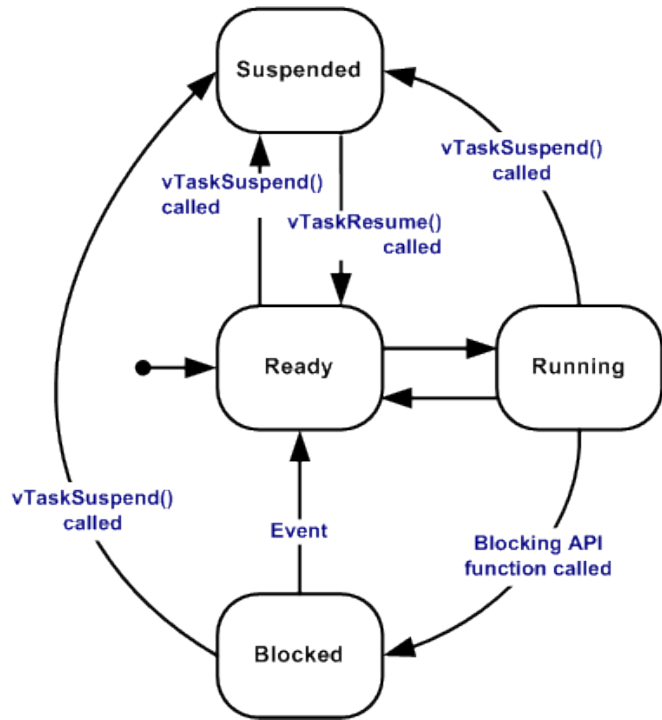 Suspended
vTaskSuspend()
called
vTaskSuspend()
called
vTaskResume()
called
Ready
Running
vTaskSuspend()
called
Event
Blocking API
function called
Blocked